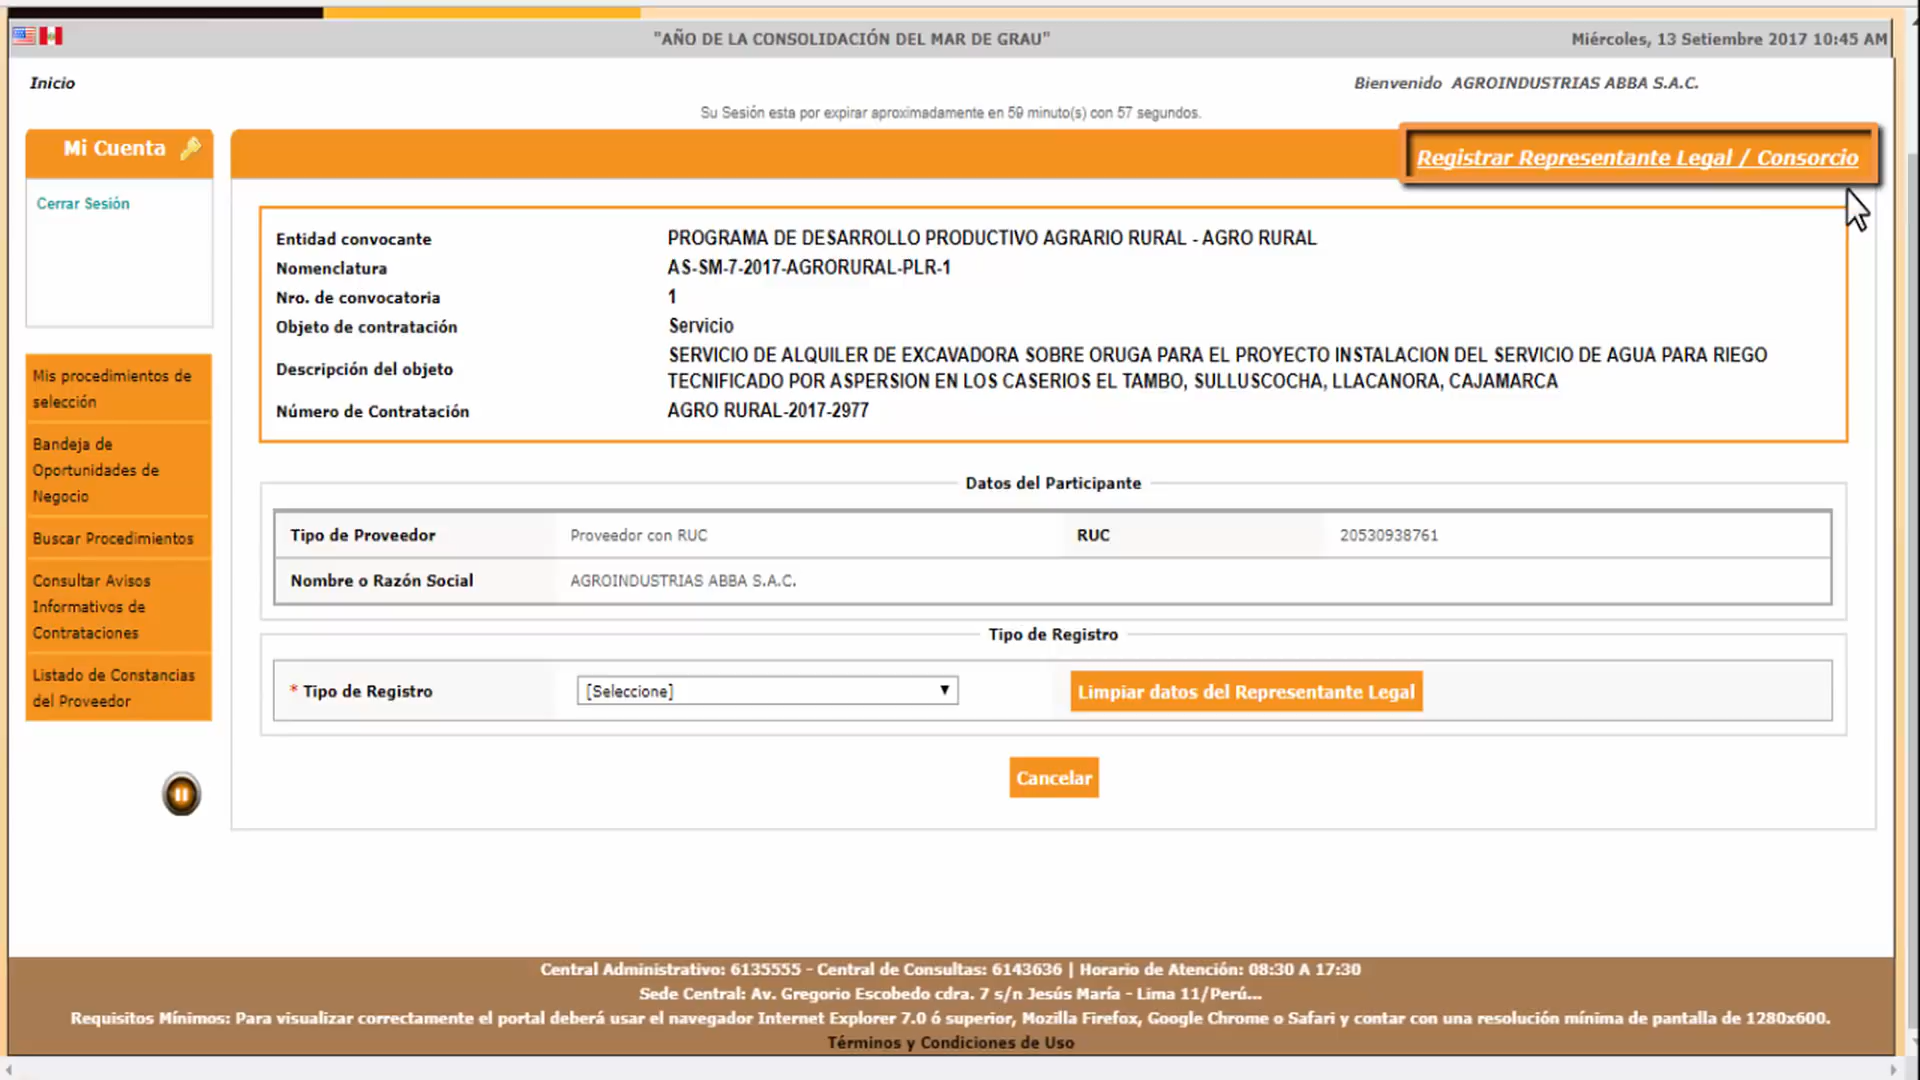 "AÑO DE LA CONSOLIDACIÓN DEL MAR DE GRAU"
Miércoles, 13 Setiembre 2017 10:45 AM
Inicio
Bienvenido AGROINDUSTRIAS ABBA S.A.C.
Su Sesión esta por expirar aproximadamente en 59 minuto(s) con 57 segundos.
Mi Cuenta
Cerrar Sesión
Registrar Representante Legal / Consorcio
Entidad convocante PROGRAMA DE DESARROLLO PRODUCTIVO AGRARIO RURAL - AGRO RURAL
Nomenclatura AS-SM-7-2017-AGRORURAL-PLR-1
Nro. de convocatoria 1
Objeto de contratación Servicio
Descripción del objeto SERVICIO DE ALQUILER DE EXCAVADORA SOBRE ORUGA PARA EL PROYECTO INSTALACION DEL SERVICIO DE AGUA PARA RIEGO
TECNIFICADO POR ASPERSION EN LOS CASERIOS EL TAMBO, SULLUSCOCHA, LLACANORA, CAJAMARCA
Número de Contratación AGRO RURAL-2017-2977
Mis procedimientos de
selección
Bandeja de
Oportunidades de
Negocio
Buscar Procedimientos
Consultar Avisos
Informativos de
Contrataciones
Listado de Constancias
del Proveedor
Datos del Participante
Tipo de Proveedor Proveedor con RUC RUC 20530938761
Nombre o Razón Social AGROINDUSTRIAS ABBA S.A.C.
Tipo de Registro
* Tipo de Registro [Seleccione] Limpiar datos del Representante Legal
Cancelar
Central Administrativo: 6135555 - Central de Consultas: 6143636 | Horario de Atención: 08:30 A 17:30
Sede Central: Av. Gregorio Escobedo cdra. 7 s/n Jesús María - Lima 11/Perú...
Requisitos Mínimos: Para visualizar correctamente el portal deberá usar el navegador Internet Explorer 7.0 ó superior, Mozilla Firefox, Google Chrome o Safari y contar con una resolución mínima de pantalla de 1280x600.
Términos y Condiciones de Uso